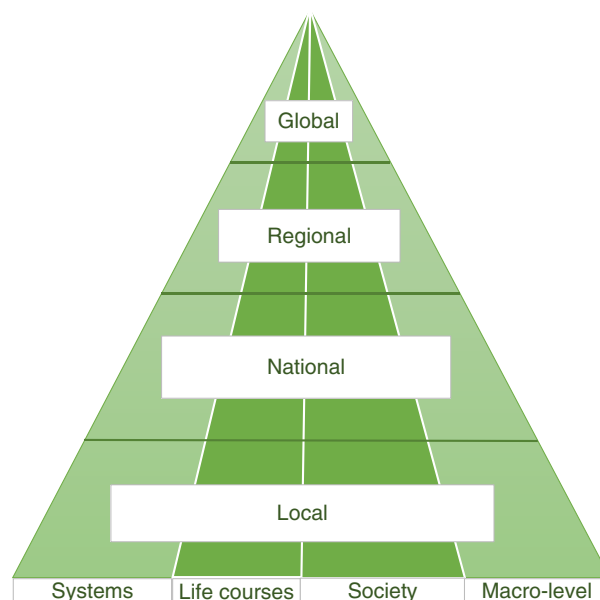 Global
Regional
National
Local
Systems Life courses Society Macro-level